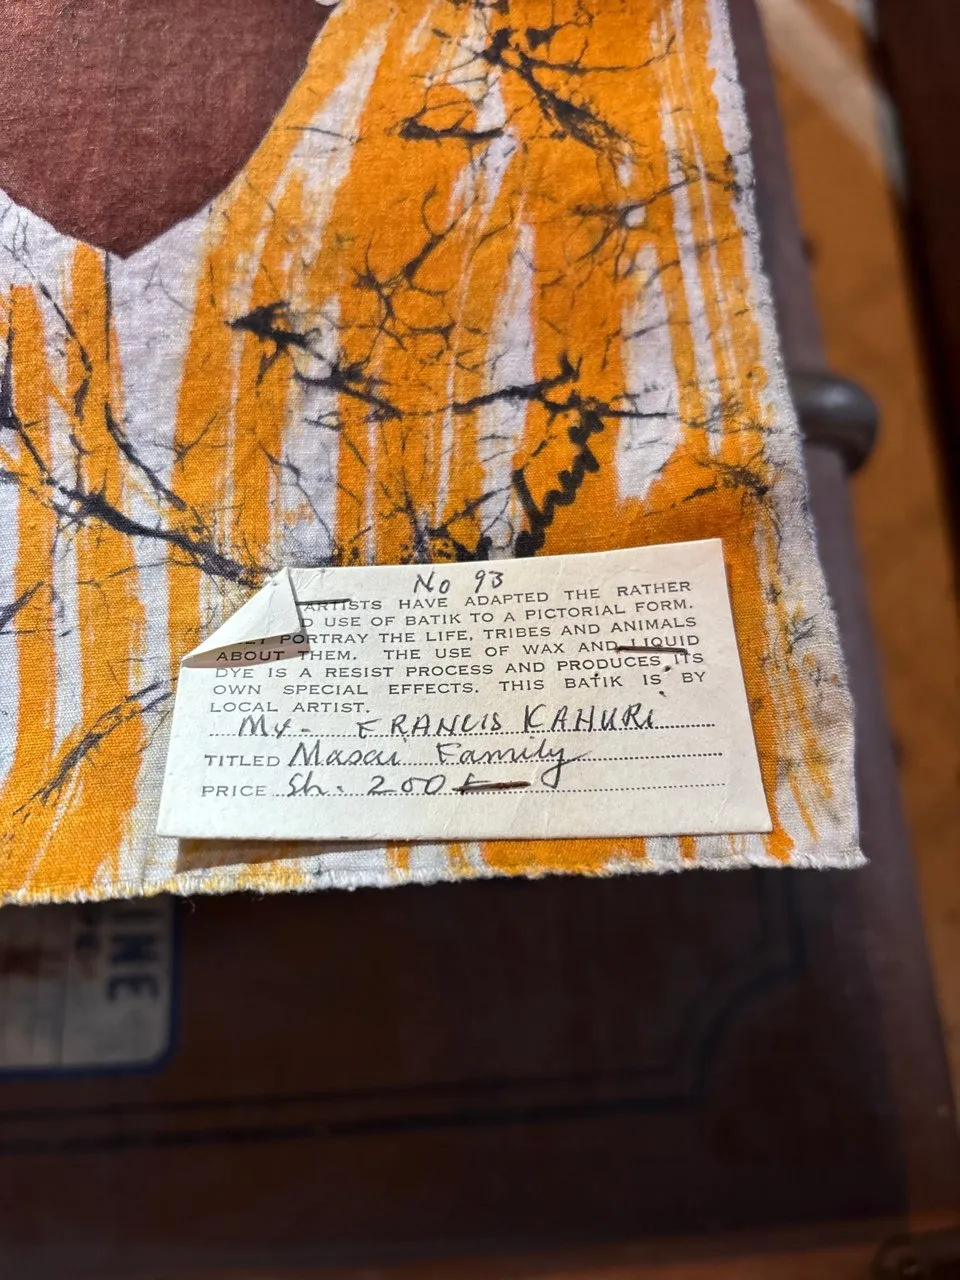 No 93
ARTISTS HAVE ADAPTED THE RATHER
USE OF BATIK TO A PICTORIAL FORM.
PORTRAY THE LIFE, TRIBES AND ANIMALS
ABOUT THEM. THE USE OF WAX AND LIQUID
DYE IS A RESIST PROCESS AND PRODUCES ITS
OWN SPECIAL EFFECTS. THIS BATIK IS BY
LOCAL ARTIST.
Mr. FRANCIS KAHURI
TITLED Masai Family
PRICE Sh. 200
INE